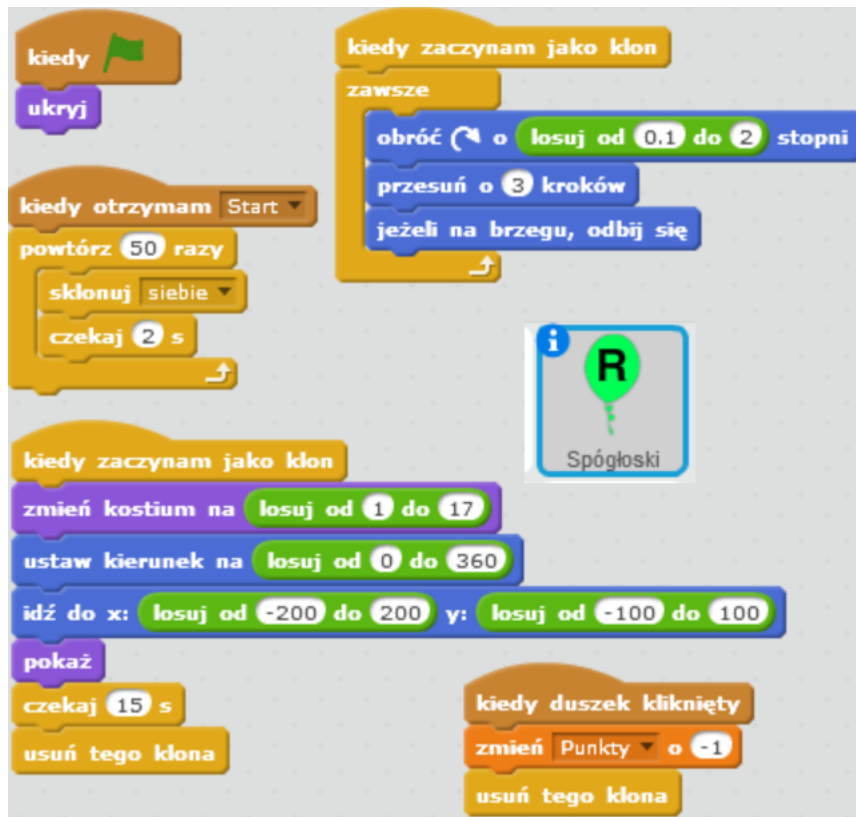 kiedy
ukryj
kiedy otrzymam Start
powtórz 50 razy
sklonuj siebie
czekaj 2 s
kiedy zaczynam jako klon
zawsze
obróć o losuj od 0.1 do 2 stopni
przesuń o 3 kroków
jeżeli na brzegu, odbij się
i
R
Spógłoski
kiedy zaczynam jako klon
zmień kostium na losuj od 1 do 17
ustaw kierunek na losuj od 0 do 360
idź do x: losuj od -200 do 200 y: losuj od -100 do 100
pokaż
czekaj 15 s
usuń tego klona
kiedy duszek kliknięty
zmień Punkty o -1
usuń tego klona